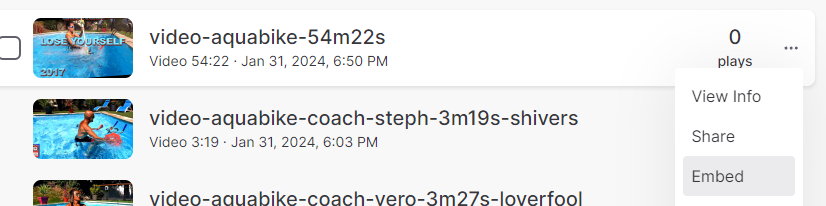 LOSE YOURSELF
2017
video-aquabike-54m22s
Video 54:22 · Jan 31, 2024, 6:50 PM
0
plays
...
View Info
Share
Embed
video-aquabike-coach-steph-3m19s-shivers
Video 3:19 · Jan 31, 2024, 6:03 PM
video-aquabike-coach-vero-3m27s-loverfool